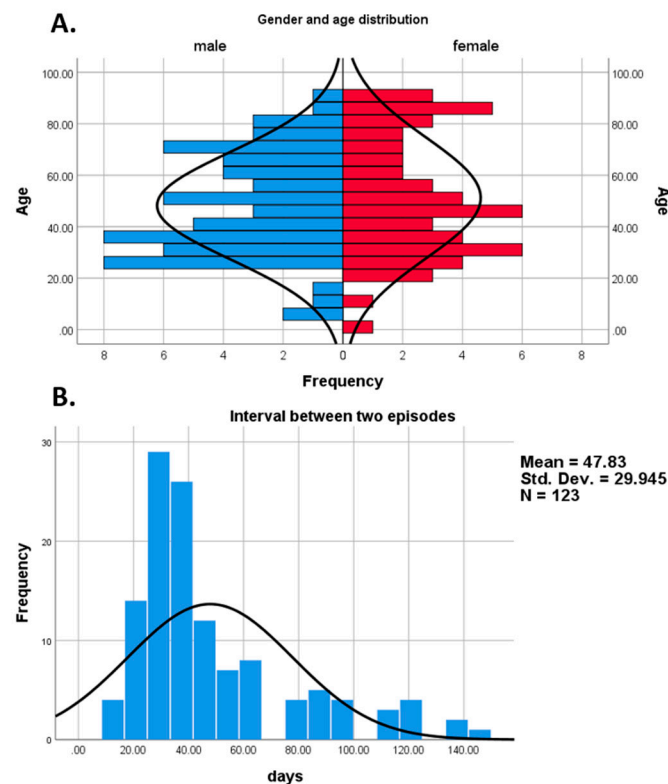 A.
Gender and age distribution
male female
100.00 100.00
80.00 80.00
60.00 60.00
Age Age
40.00 40.00
20.00 20.00
.00 .00
8 6 4 2 0 2 4 6 8
Frequency
B.
Interval between two episodes
30
Mean = 47.83
Std. Dev. = 29.945
N = 123
20
Frequency
10
0
.00 20.00 40.00 60.00 80.00 100.00 120.00 140.00
days